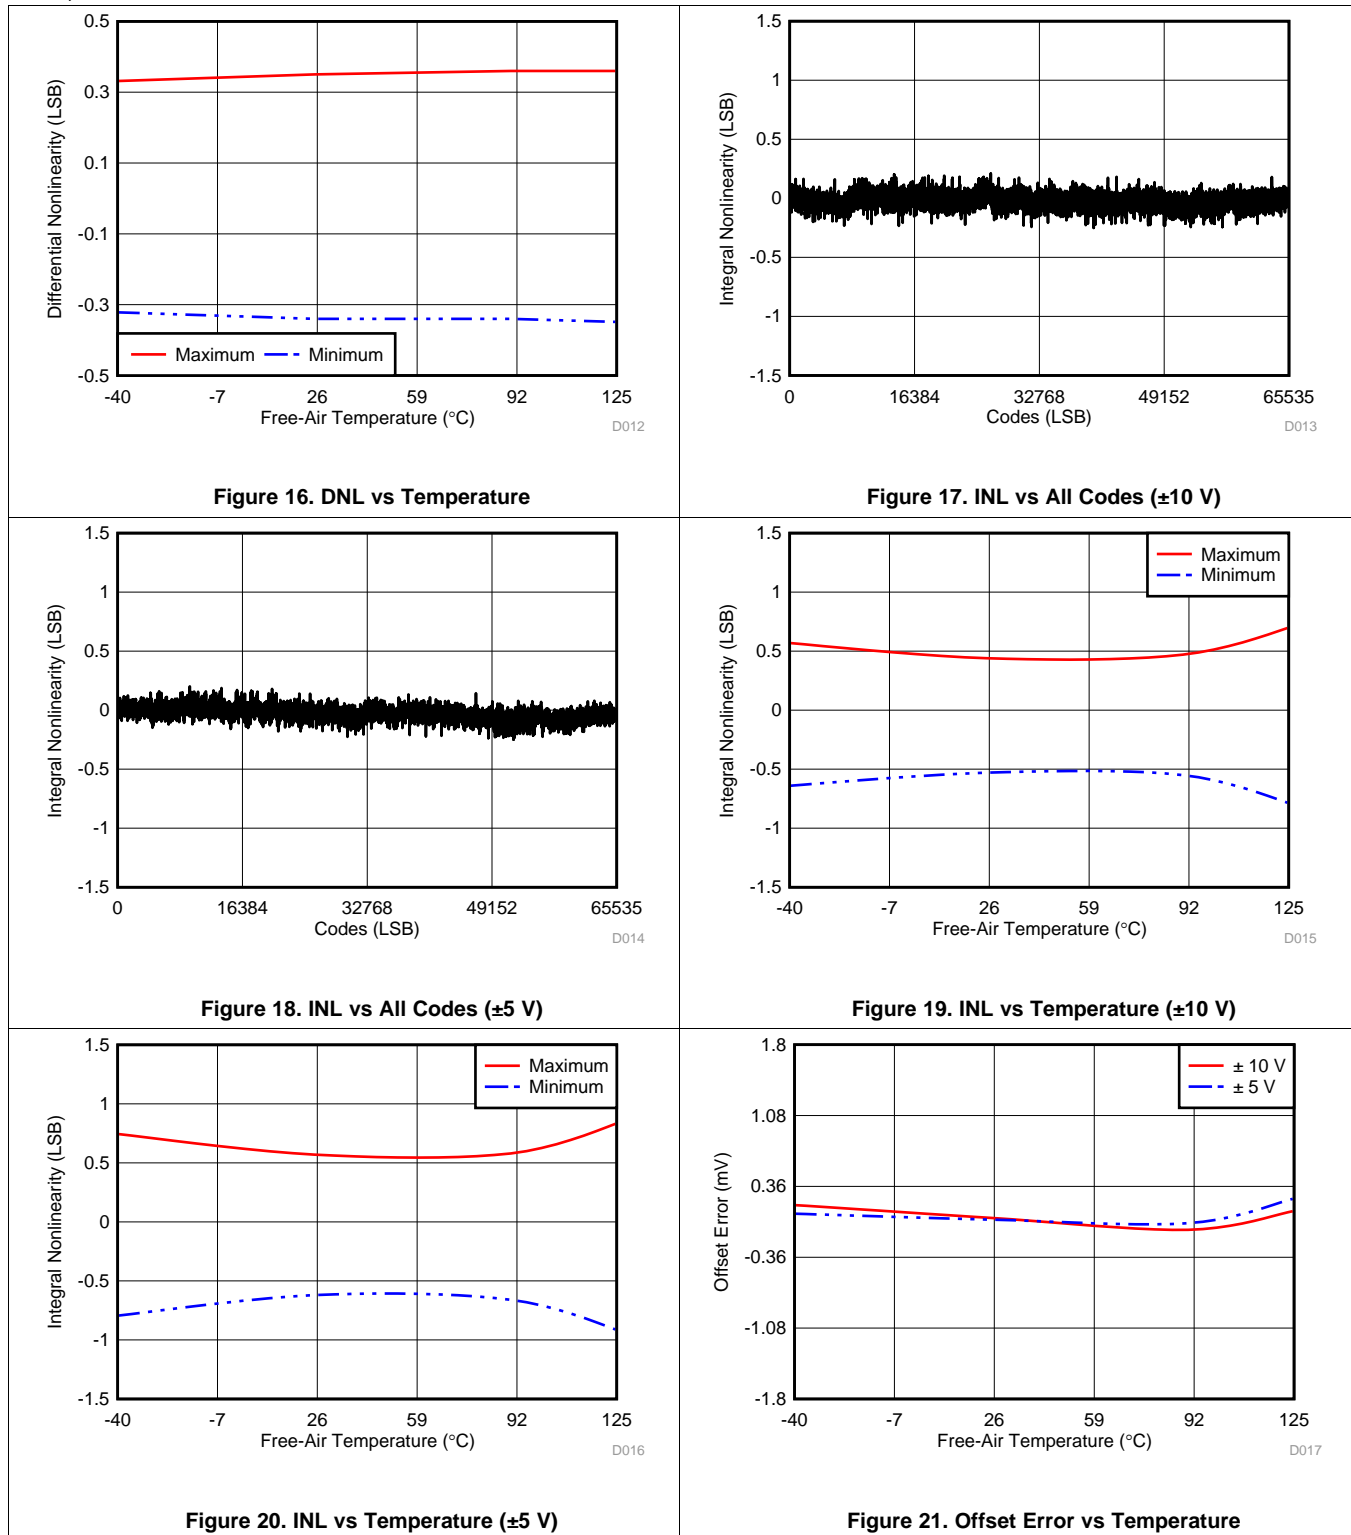 0.5
0.3
0.1
-0.1
-0.3
-0.5
Differential Nonlinearity (LSB)
Maximum
Minimum
-40
-7
26
59
92
125
Free-Air Temperature (°C)
D012
Figure 16. DNL vs Temperature
1.5
1
0.5
0
-0.5
-1
-1.5
Integral Nonlinearity (LSB)
0
16384
32768
49152
65535
Codes (LSB)
D013
Figure 17. INL vs All Codes (±10 V)
1.5
1
0.5
0
-0.5
-1
-1.5
Integral Nonlinearity (LSB)
0
16384
32768
49152
65535
Codes (LSB)
D014
Figure 18. INL vs All Codes (±5 V)
1.5
1
0.5
0
-0.5
-1
-1.5
Integral Nonlinearity (LSB)
Maximum
Minimum
-40
-7
26
59
92
125
Free-Air Temperature (°C)
D015
Figure 19. INL vs Temperature (±10 V)
1.5
1
0.5
0
-0.5
-1
-1.5
Integral Nonlinearity (LSB)
Maximum
Minimum
-40
-7
26
59
92
125
Free-Air Temperature (°C)
D016
Figure 20. INL vs Temperature (±5 V)
1.8
1.08
0.36
-0.36
-1.08
-1.8
Offset Error (mV)
± 10 V
± 5 V
-40
-7
26
59
92
125
Free-Air Temperature (°C)
D017
Figure 21. Offset Error vs Temperature